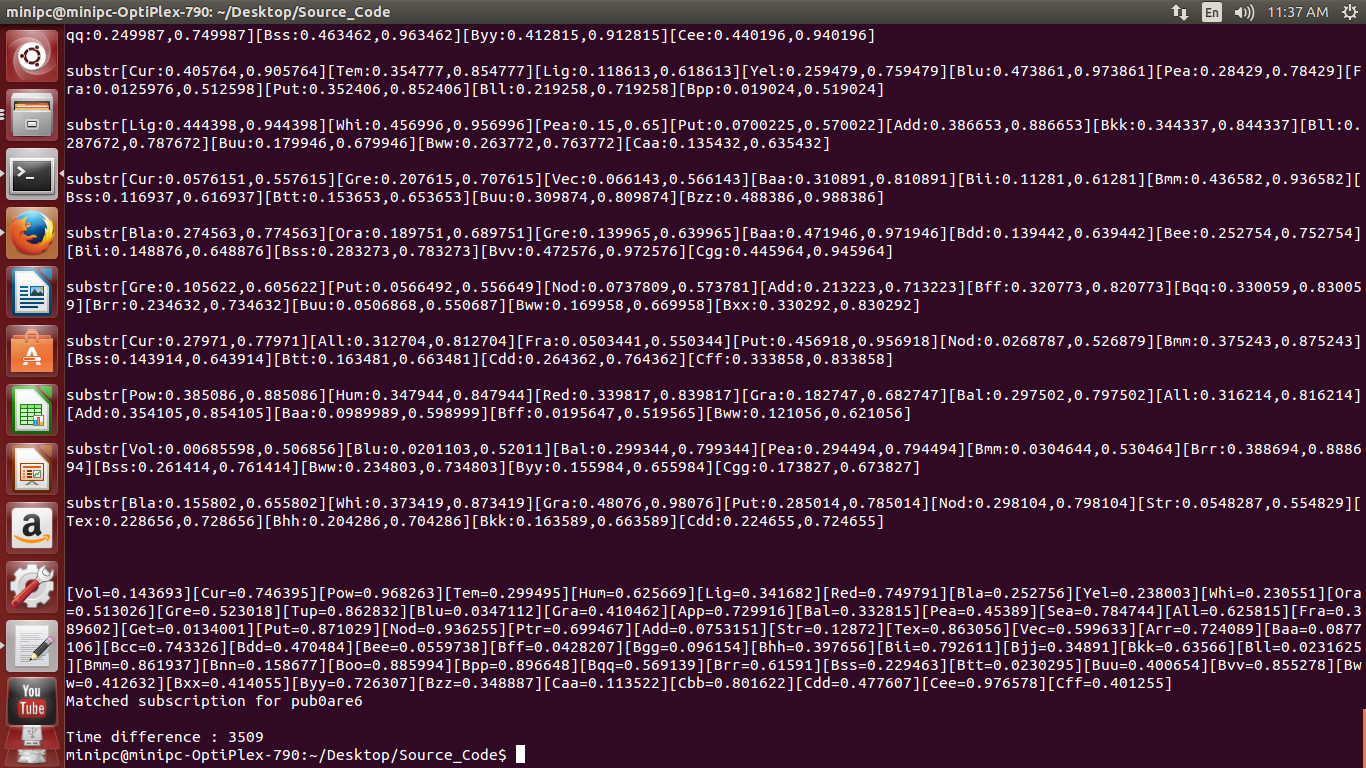 minipc@minipc-OptiPlex-790: ~/Desktop/Source_Code
En
11:37 AM
qq:0.249987,0.749987][Bss:0.463462,0.963462][Byy:0.412815,0.912815][Cee:0.440196,0.940196]
substr[Cur:0.405764,0.905764][Tem:0.354777,0.854777][Lig:0.118613,0.618613][Yel:0.259479,0.759479][Blu:0.473861,0.973861][Pea:0.28429,0.78429][F
ra:0.0125976,0.512598][Put:0.352406,0.852406][Bll:0.219258,0.719258][Bpp:0.019024,0.519024]
substr[Lig:0.444398,0.944398][Whi:0.456996,0.956996][Pea:0.15,0.65][Put:0.0700225,0.570022][Add:0.386653,0.886653][Bkk:0.344337,0.844337][Bll:0.
287672,0.787672][Buu:0.179946,0.679946][Bww:0.263772,0.763772][Caa:0.135432,0.635432]
substr[Cur:0.0576151,0.557615][Gre:0.207615,0.707615][Vec:0.066143,0.566143][Baa:0.310891,0.810891][Bii:0.11281,0.61281][Bmm:0.436582,0.936582][
Bss:0.116937,0.616937][Btt:0.153653,0.653653][Buu:0.309874,0.809874][Bzz:0.488386,0.988386]
substr[Bla:0.274563,0.774563][Ora:0.189751,0.689751][Gre:0.139965,0.639965][Baa:0.471946,0.971946][Bdd:0.139442,0.639442][Bee:0.252754,0.752754]
[Bii:0.148876,0.648876][Bss:0.283273,0.783273][Bvv:0.472576,0.972576][Cgg:0.445964,0.945964]
substr[Gre:0.105622,0.605622][Put:0.0566492,0.556649][Nod:0.0737809,0.573781][Add:0.213223,0.713223][Bff:0.320773,0.820773][Bqq:0.330059,0.83005
9][Brr:0.234632,0.734632][Buu:0.0506868,0.550687][Bww:0.169958,0.669958][Bxx:0.330292,0.830292]
substr[Cur:0.27971,0.77971][All:0.312704,0.812704][Fra:0.0503441,0.550344][Put:0.456918,0.956918][Nod:0.0268787,0.526879][Bmm:0.375243,0.875243]
[Bss:0.143914,0.643914][Btt:0.163481,0.663481][Cdd:0.264362,0.764362][Cff:0.333858,0.833858]
substr[Pow:0.385086,0.885086][Hum:0.347944,0.847944][Red:0.339817,0.839817][Gra:0.182747,0.682747][Bal:0.297502,0.797502][All:0.316214,0.816214]
[Add:0.354105,0.854105][Baa:0.0989989,0.598999][Bff:0.0195647,0.519565][Bww:0.121056,0.621056]
substr[Vol:0.00685598,0.506856][Blu:0.0201103,0.52011][Bal:0.299344,0.799344][Pea:0.294494,0.794494][Bmm:0.0304644,0.530464][Brr:0.388694,0.8886
94][Bss:0.261414,0.761414][Bww:0.234803,0.734803][Byy:0.155984,0.655984][Cgg:0.173827,0.673827]
substr[Bla:0.155802,0.655802][Whi:0.373419,0.873419][Gra:0.48076,0.98076][Put:0.285014,0.785014][Nod:0.298104,0.798104][Str:0.0548287,0.554829][
Tex:0.228656,0.728656][Bhh:0.204286,0.704286][Bkk:0.163589,0.663589][Cdd:0.224655,0.724655]
[Vol=0.143693][Cur=0.746395][Pow=0.968263][Tem=0.299495][Hum=0.625669][Lig=0.341682][Red=0.749791][Bla=0.252756][Yel=0.238003][Whi=0.230551][Ora
=0.513026][Gre=0.523018][Tup=0.862832][Blu=0.0347112][Gra=0.410462][App=0.729916][Bal=0.332815][Pea=0.45389][Sea=0.784744][All=0.625815][Fra=0.3
89602][Get=0.0134001][Put=0.871029][Nod=0.936255][Ptr=0.699467][Add=0.0753151][Str=0.12872][Tex=0.863056][Vec=0.599633][Arr=0.724089][Baa=0.0877
106][Bcc=0.743326][Bdd=0.470484][Bee=0.0559738][Bff=0.0428207][Bgg=0.096154][Bhh=0.397656][Bii=0.792611][Bjj=0.34891][Bkk=0.63566][Bll=0.0231625
][Bmm=0.861937][Bnn=0.158677][Boo=0.885994][Bpp=0.896648][Bqq=0.569139][Brr=0.61591][Bss=0.229463][Btt=0.0230295][Buu=0.400654][Bvv=0.855278][Bw
w=0.412632][Bxx=0.414055][Byy=0.726307][Bzz=0.348887][Caa=0.113522][Cbb=0.801622][Cdd=0.477607][Cee=0.976578][Cff=0.401255]
Matched subscription for pub0are6
Time difference : 3509
minipc@minipc-OptiPlex-790:~/Desktop/Source_Code$
You
Tube